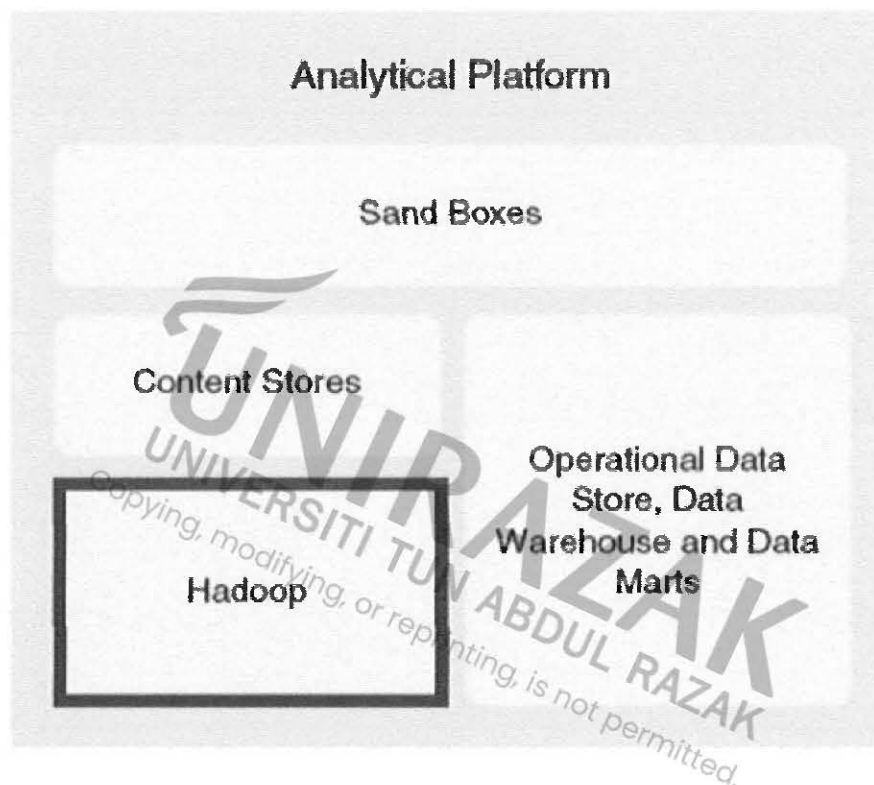 Analytical Platform
Sand Boxes
Content Stores
Hadoop
Operational Data
Store, Data
Warehouse and Data
Marts
UNIRAZAK
UNIVERSITI TUN ABDUL RAZAK
Copying, modifying, or reprinting, is not permitted.